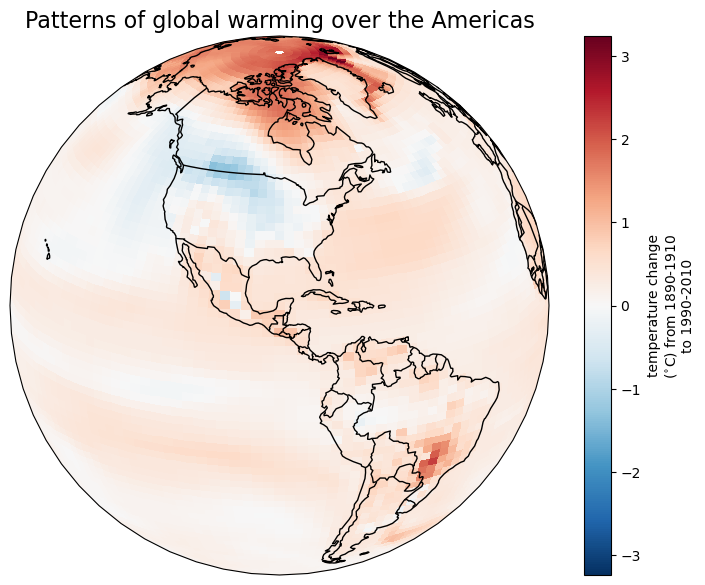 Patterns of global warming over the Americas
3
2
1
0
−1
−2
−3
temperature change
(°C) from 1890-1910
to 1990-2010